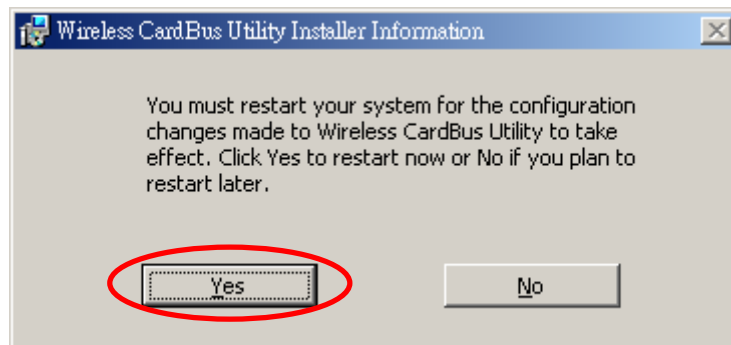 Wireless CardBus Utility Installer Information
You must restart your system for the configuration
changes made to Wireless CardBus Utility to take
effect. Click Yes to restart now or No if you plan to
restart later.
Yes
No